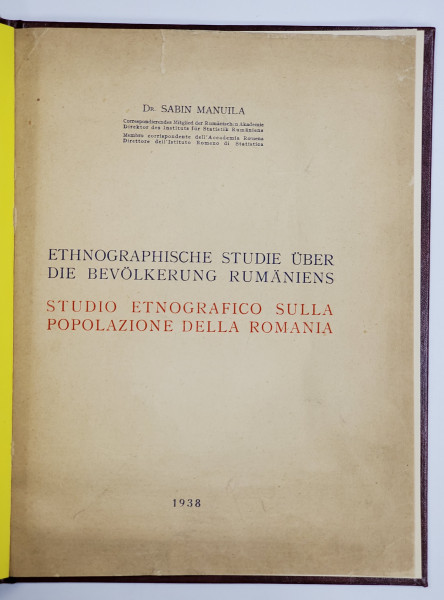 Dr. SABIN MANUILA
Correspondierendes Mitglied der Rumänischen Akademie
Direktor des Instituts für Statistik Rumäniens
Membro corrispondente dell'Accademia Romena
Direttore dell'Istituto Romeno di Statistica
ETHNOGRAPHISCHE STUDIE ÜBER
DIE BEVÖLKERUNG RUMÄNIENS
STUDIO ETNOGRAFICO SULLA
POPOLAZIONE DELLA ROMANIA
1938